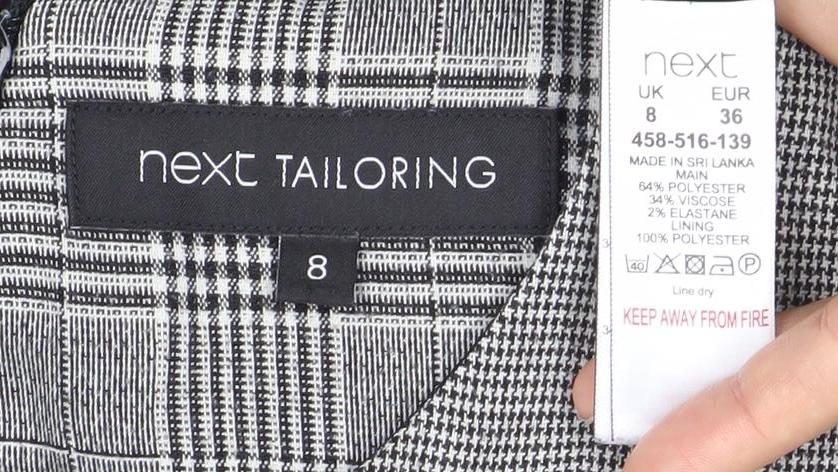 next TAILORING
8
next
UK EUR
8 36
458-516-139
MADE IN SRI LANKA
MAIN
64% POLYESTER
34% VISCOSE
2% ELASTANE
LINING
100% POLYESTER
40 P
Line dry
KEEP AWAY FROM FIRE